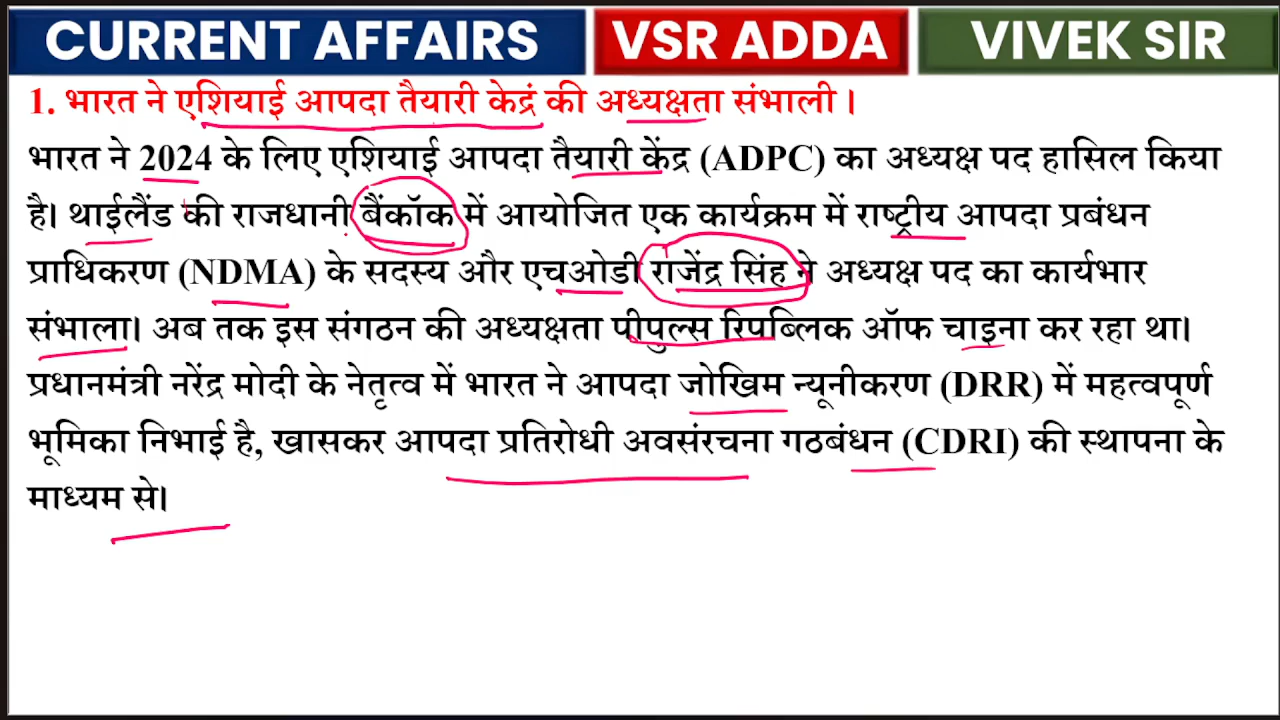 CURRENT AFFAIRS VSR ADDA VIVEK SIR
1. भारत ने एशियाई आपदा तैयारी केद्रं की अध्यक्षता संभाली ।
भारत ने 2024 के लिए एशियाई आपदा तैयारी केंद्र (ADPC) का अध्यक्ष पद हासिल किया
है। थाईलैंड की राजधानी बैंकॉक में आयोजित एक कार्यक्रम में राष्ट्रीय आपदा प्रबंधन
प्राधिकरण (NDMA) के सदस्य और एचओडी राजेंद्र सिंह ने अध्यक्ष पद का कार्यभार
संभाला। अब तक इस संगठन की अध्यक्षता पीपुल्स रिपब्लिक ऑफ चाइना कर रहा था।
प्रधानमंत्री नरेंद्र मोदी के नेतृत्व में भारत ने आपदा जोखिम न्यूनीकरण (DRR) में महत्वपूर्ण
भूमिका निभाई है, खासकर आपदा प्रतिरोधी अवसंरचना गठबंधन (CDRI) की स्थापना के
माध्यम से।